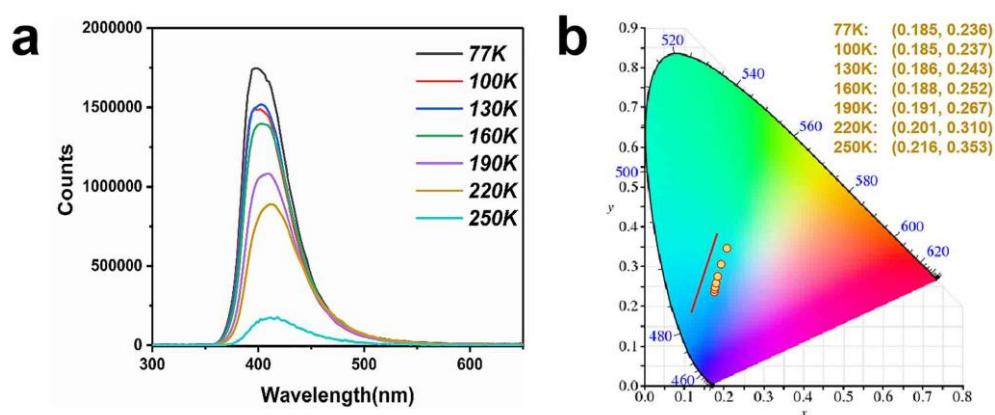 a
2000000
1500000
1000000
500000
0
Counts
300
400
500
600
Wavelength(nm)
77K
100K
130K
160K
190K
220K
250K
b
77K: (0.185, 0.236)
100K: (0.185, 0.237)
130K: (0.186, 0.243)
160K: (0.188, 0.252)
190K: (0.191, 0.267)
220K: (0.201, 0.310)
250K: (0.216, 0.353)
0.9
0.8
0.7
0.6
0.5
0.4
0.3
0.2
0.1
0.0
y
520
540
560
580
600
620
500
480
460
0.0
0.1
0.2
0.3
0.4
0.5
0.6
0.7
0.8
x